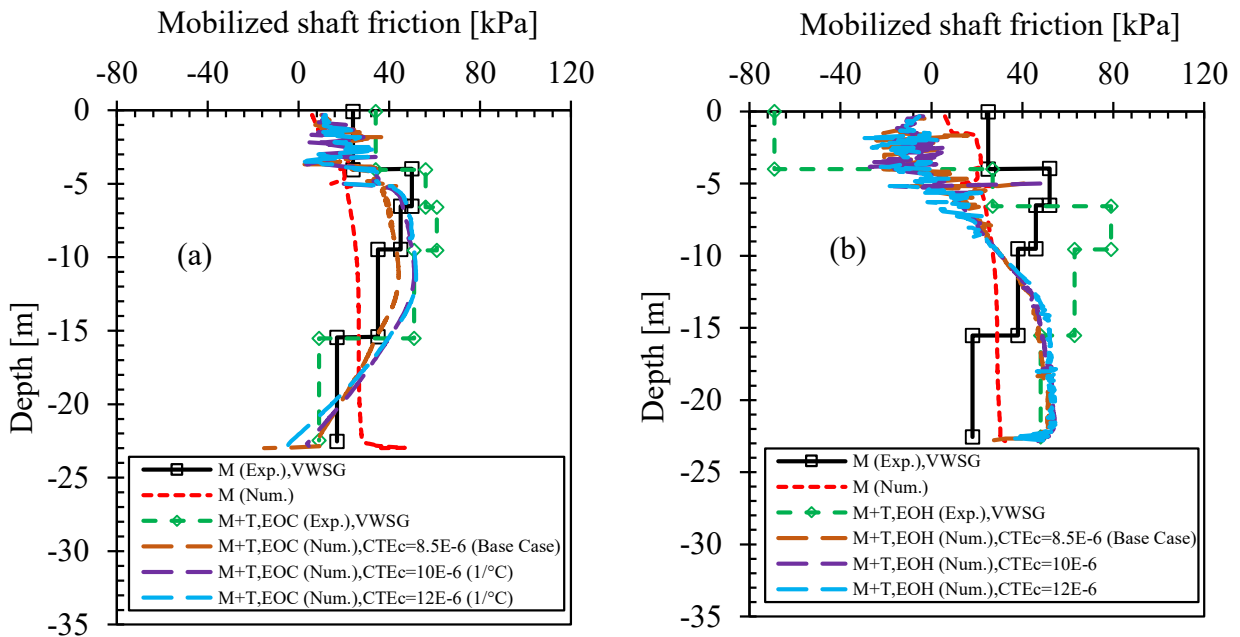 Mobilized shaft friction [kPa]
-80 -40 0 40 80 120
0
-5
-10
-15
-20
-25
-30
-35
Depth [m]
(a)
M (Exp.),VWSG
M (Num.)
M+T,EOC (Exp.),VWSG
M+T,EOC (Num.),CTEc=8.5E-6 (Base Case)
M+T,EOC (Num.),CTEc=10E-6 (1/°C)
M+T,EOC (Num.),CTEc=12E-6 (1/°C)
Mobilized shaft friction [kPa]
-80 -40 0 40 80 120
0
-5
-10
-15
-20
-25
-30
-35
Depth [m]
(b)
M (Exp.),VWSG
M (Num.)
M+T,EOH (Exp.),VWSG
M+T,EOH (Num.),CTEc=8.5E-6 (Base Case)
M+T,EOH (Num.),CTEc=10E-6
M+T,EOH (Num.),CTEc=12E-6